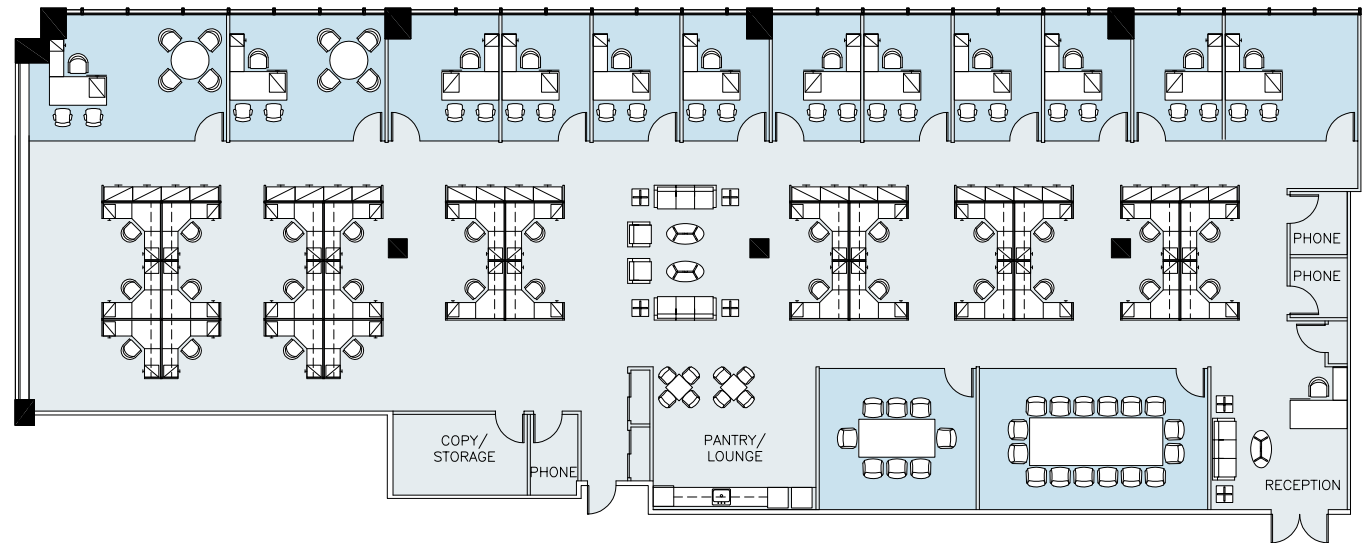 PHONE
PHONE
COPY/
STORAGE
PHONE
PANTRY/
LOUNGE
RECEPTION